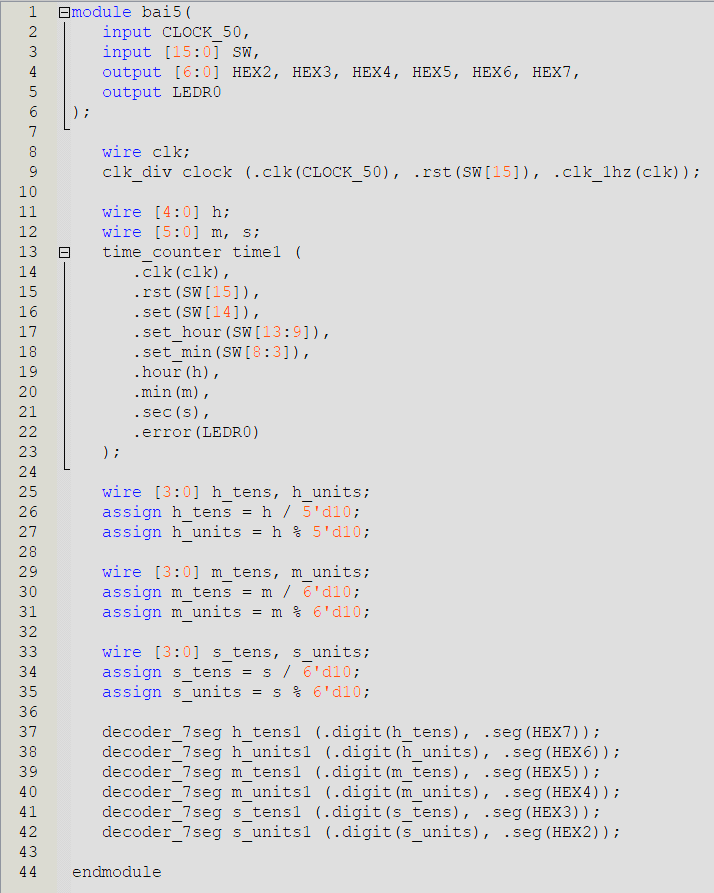 1 module bai5(
2 input CLOCK_50,
3 input [15:0] SW,
4 output [6:0] HEX2, HEX3, HEX4, HEX5, HEX6, HEX7,
5 output LEDR0
6 );
7
8 wire clk;
9 clk_div clock (.clk(CLOCK_50), .rst(SW[15]), .clk_1hz(clk));
10
11 wire [4:0] h;
12 wire [5:0] m, s;
13 time_counter time1 (
14 .clk(clk),
15 .rst(SW[15]),
16 .set(SW[14]),
17 .set_hour(SW[13:9]),
18 .set_min(SW[8:3]),
19 .hour(h),
20 .min(m),
21 .sec(s),
22 .error(LEDR0)
23 );
24
25 wire [3:0] h_tens, h_units;
26 assign h_tens = h / 5'd10;
27 assign h_units = h % 5'd10;
28
29 wire [3:0] m_tens, m_units;
30 assign m_tens = m / 6'd10;
31 assign m_units = m % 6'd10;
32
33 wire [3:0] s_tens, s_units;
34 assign s_tens = s / 6'd10;
35 assign s_units = s % 6'd10;
36
37 decoder_7seg h_tens1 (.digit(h_tens), .seg(HEX7));
38 decoder_7seg h_units1 (.digit(h_units), .seg(HEX6));
39 decoder_7seg m_tens1 (.digit(m_tens), .seg(HEX5));
40 decoder_7seg m_units1 (.digit(m_units), .seg(HEX4));
41 decoder_7seg s_tens1 (.digit(s_tens), .seg(HEX3));
42 decoder_7seg s_units1 (.digit(s_units), .seg(HEX2));
43
44 endmodule